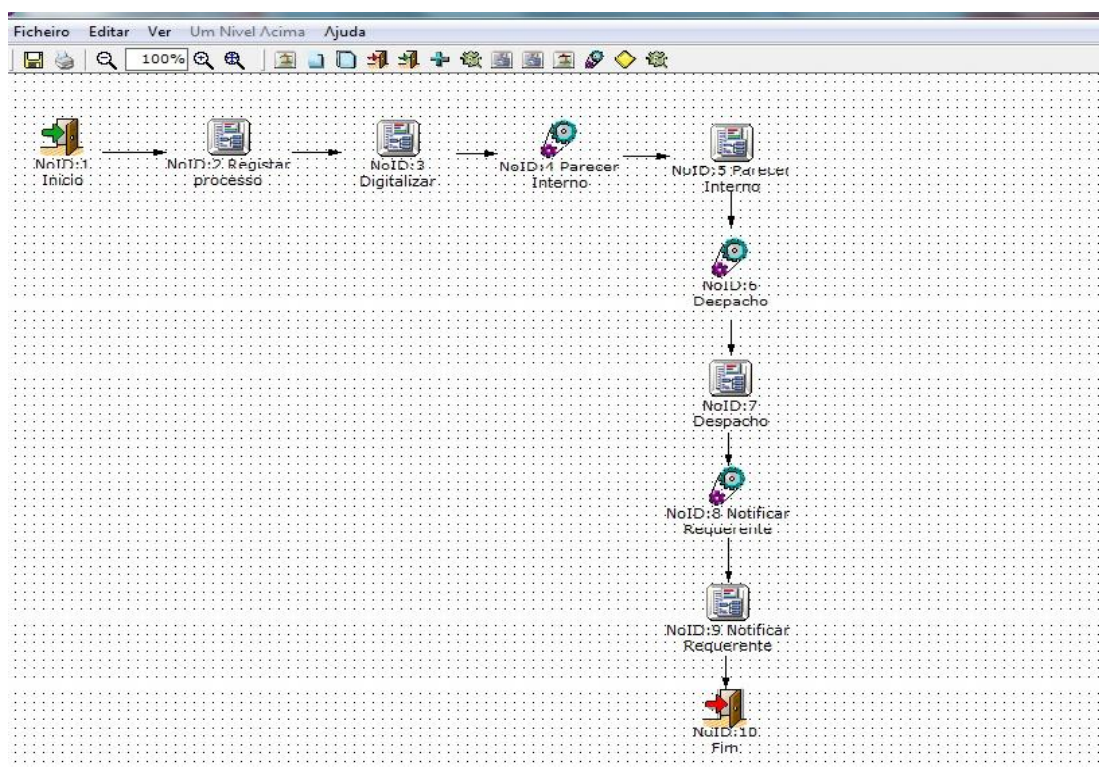 Ficheiro Editar Ver Um Nivel Acima Ajuda
100%
NoID:1
Inicio
NoID:2 Registar
processo
NoID:3
Digitalizar
NoID:4 Parecer
Interno
NoID:5 Parecer
Interno
NoID:6
Despacho
NoID:7
Despacho
NoID:8 Notificar
Requerente
NoID:9 Notificar
Requerente
NoID:10
Fim